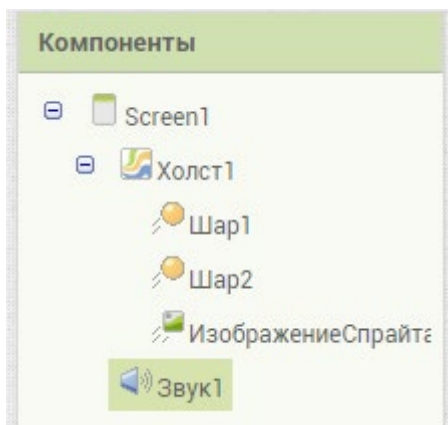 Компоненты
Screen1
Холст1
Шар1
Шар2
ИзображениеСпрайта
Звук1